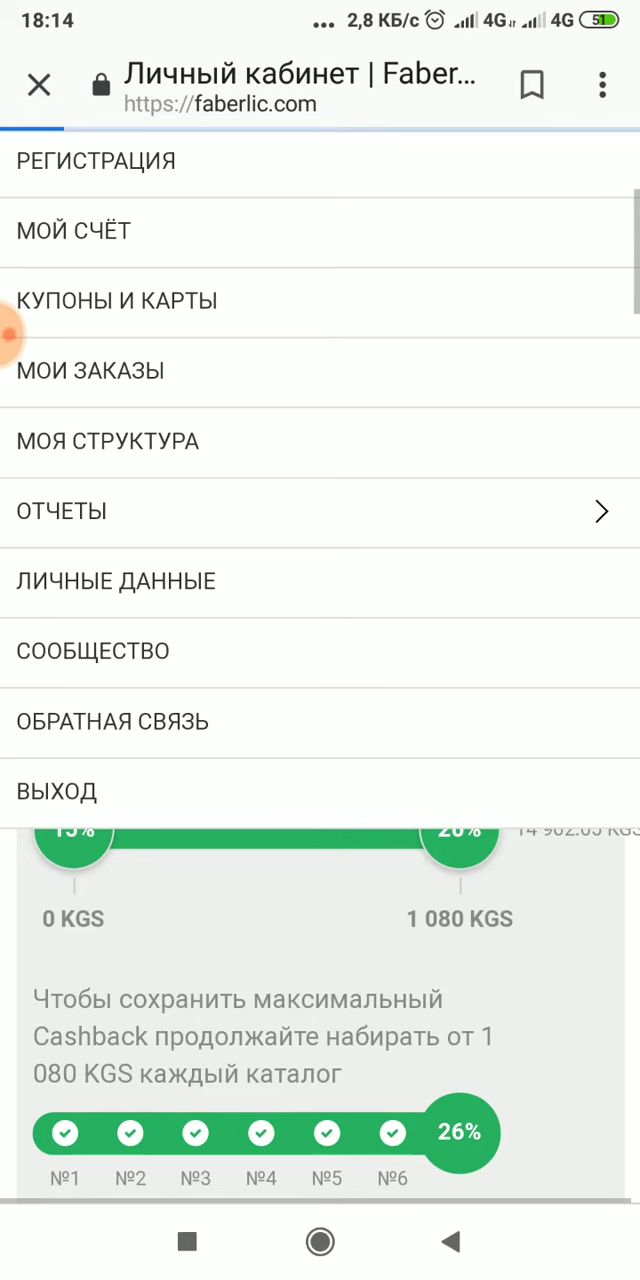 18:14
... 2,8 КБ/с 4G 4G 51
Личный кабинет | Faber...
https://faberlic.com
РЕГИСТРАЦИЯ
МОЙ СЧЁТ
КУПОНЫ И КАРТЫ
МОИ ЗАКАЗЫ
МОЯ СТРУКТУРА
ОТЧЕТЫ
ЛИЧНЫЕ ДАННЫЕ
СООБЩЕСТВО
ОБРАТНАЯ СВЯЗЬ
ВЫХОД
0 KGS 1 080 KGS
Чтобы сохранить максимальный
Cashback продолжайте набирать от 1
080 KGS каждый каталог
26%
№1 №2 №3 №4 №5 №6